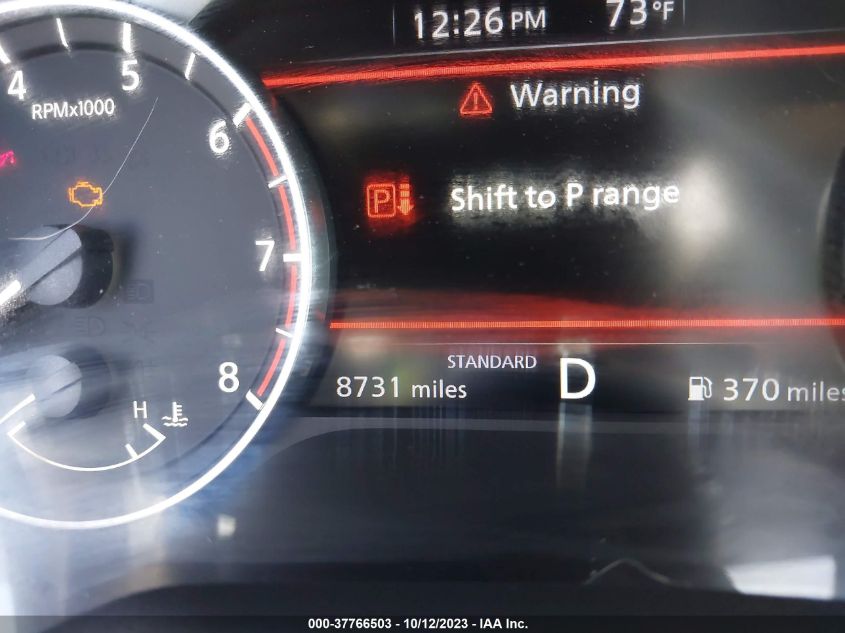 12:26 PM 73°F
4 5
RPMx1000
Warning
6
P Shift to P range
7
STANDARD D
8 8731 miles 370 miles
H
000-37766503 - 10/12/2023 - IAA Inc.